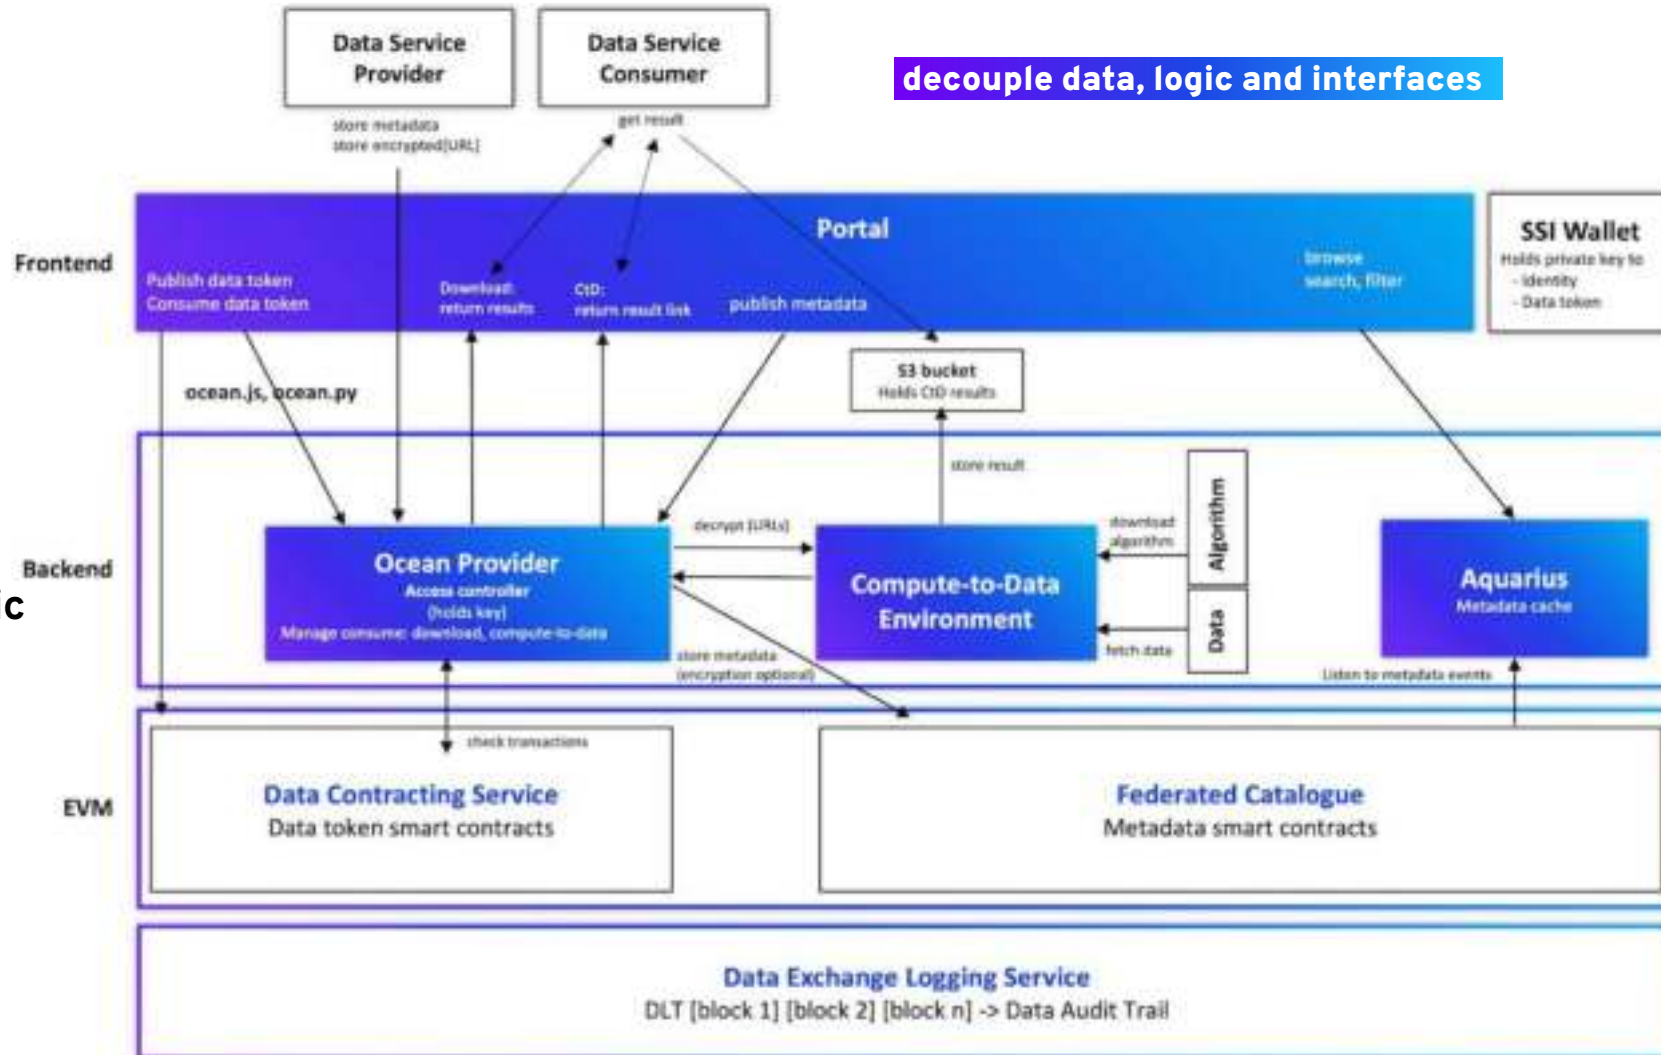 Data Service
Provider
Data Service
Consumer
decouple data, logic and interfaces
store metadata
store encrypted[URL]
get result
Frontend
Portal
Publish data token
Consume data token
Download:
return results
CtD:
return result link
publish metadata
browse
search, filter
SSI Wallet
Holds private key to
- Identity
- Data token
ocean.js, ocean.py
S3 bucket
Holds CtD results
store result
Backend
ic
Ocean Provider
Access controller
(holds key)
Manage consume: download, compute-to-data
decrypt [URLs]
Compute-to-Data
Environment
download
algorithm
Algorithm
Data
fetch data
Aquarius
Metadata cache
store metadata
(encryption optional)
Listen to metadata events
EVM
check transactions
Data Contracting Service
Data token smart contracts
Federated Catalogue
Metadata smart contracts
Data Exchange Logging Service
DLT [block 1] [block 2] [block n] -> Data Audit Trail